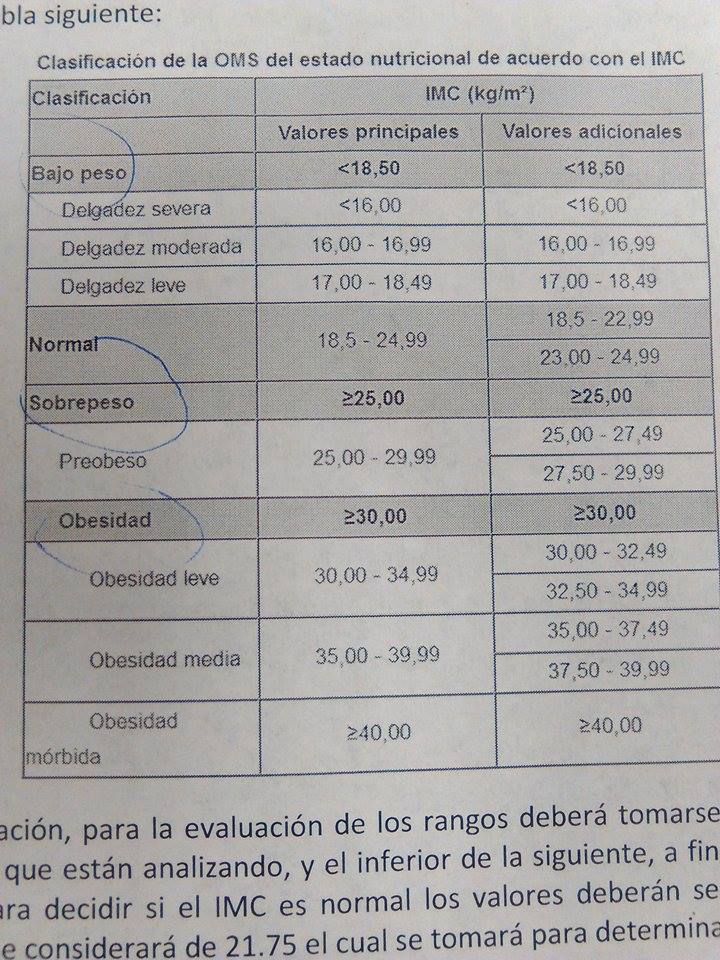 bla siguiente:
Clasificación de la OMS del estado nutricional de acuerdo con el IMC
Clasificación IMC (kg/m²)
Valores principales Valores adicionales
Bajo peso <18,50 <18,50
Delgadez severa <16,00 <16,00
Delgadez moderada 16,00 - 16,99 16,00 - 16,99
Delgadez leve 17,00 - 18,49 17,00 - 18,49
Normal 18,5 - 24,99 18,5 - 22,99
23,00 - 24,99
Sobrepeso ≥25,00 ≥25,00
Preobeso 25,00 - 29,99 25,00 - 27,49
27,50 - 29,99
Obesidad ≥30,00 ≥30,00
Obesidad leve 30,00 - 34,99 30,00 - 32,49
32,50 - 34,99
Obesidad media 35,00 - 39,99 35,00 - 37,49
37,50 - 39,99
Obesidad mórbida ≥40,00 ≥40,00
ación, para la evaluación de los rangos deberá tomarse
que están analizando, y el inferior de la siguiente, a fin
ara decidir si el IMC es normal los valores deberán se
e considerará de 21.75 el cual se tomará para determina